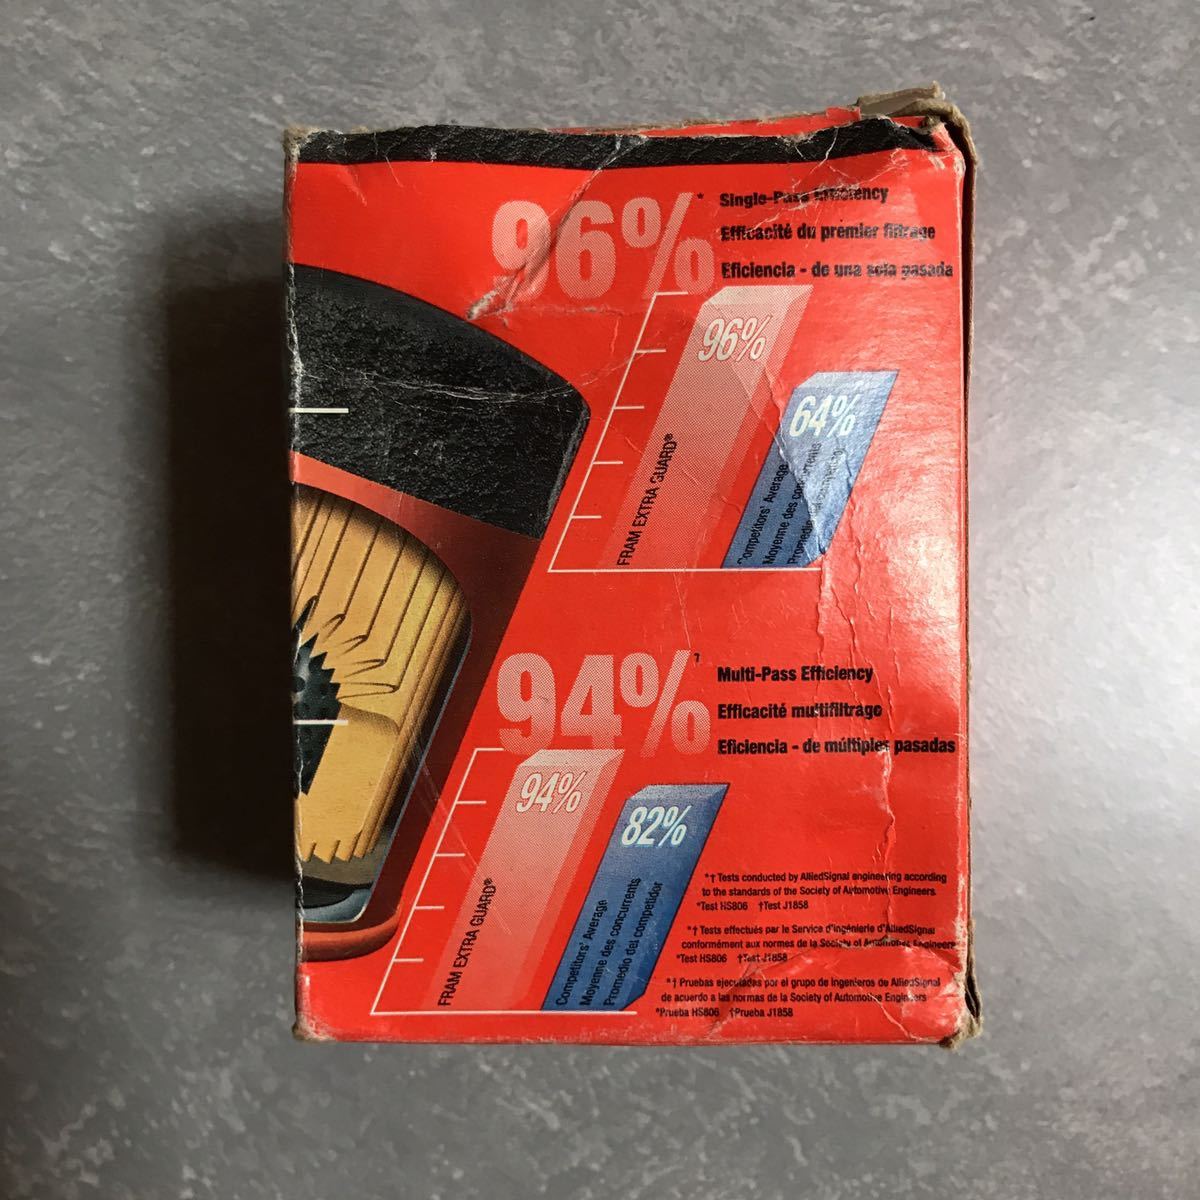 96%*
Single-Pass Efficiency
Efficacité du premier filtrage
Eficiencia - de una sola pasada
96%
FRAM EXTRA GUARD®
64%
Competitors' Average
Moyenne des concurrents
Promedio del competidor
94%†
Multi-Pass Efficiency
Efficacité multifiltrage
Eficiencia - de múltiples pasadas
94%
FRAM EXTRA GUARD®
82%
Competitors' Average
Moyenne des concurrents
Promedio del competidor
*† Tests conducted by AlliedSignal engineering according
to the standards of the Society of Automotive Engineers.
*Test HS806 †Test J1858
*† Tests effectués par le Service d'Ingénierie d'AlliedSignal
conformément aux normes de la Society of Automotive Engineers
*Test HS806 †Test J1858
*† Pruebas ejecutadas por el grupo de Ingenieros de AlliedSignal
de acuerdo a las normas de la Society of Automotive Engineers
*Prueba HS806 †Prueba J1858